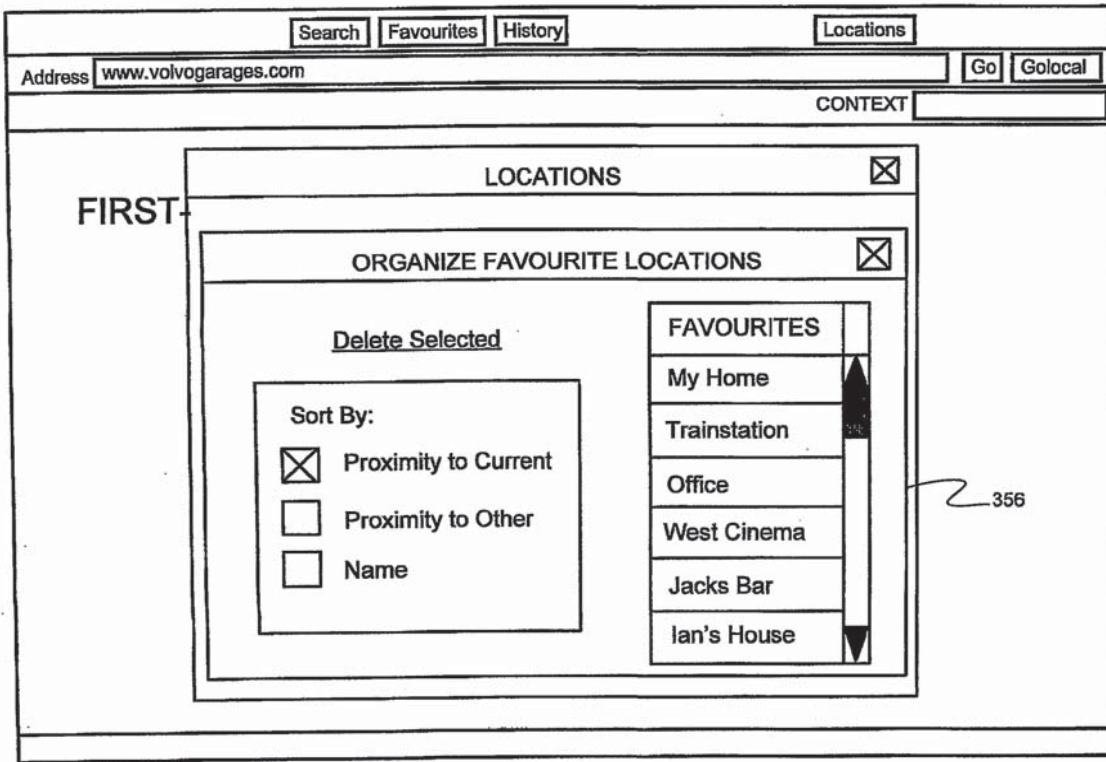 Search Favourites History Locations
Address www.volvogarages.com Go Golocal
CONTEXT
LOCATIONS
FIRST-
ORGANIZE FAVOURITE LOCATIONS
Delete Selected
Sort By:
Proximity to Current
Proximity to Other
Name
FAVOURITES
My Home
Trainstation
Office
West Cinema
Jacks Bar
Ian's House
356